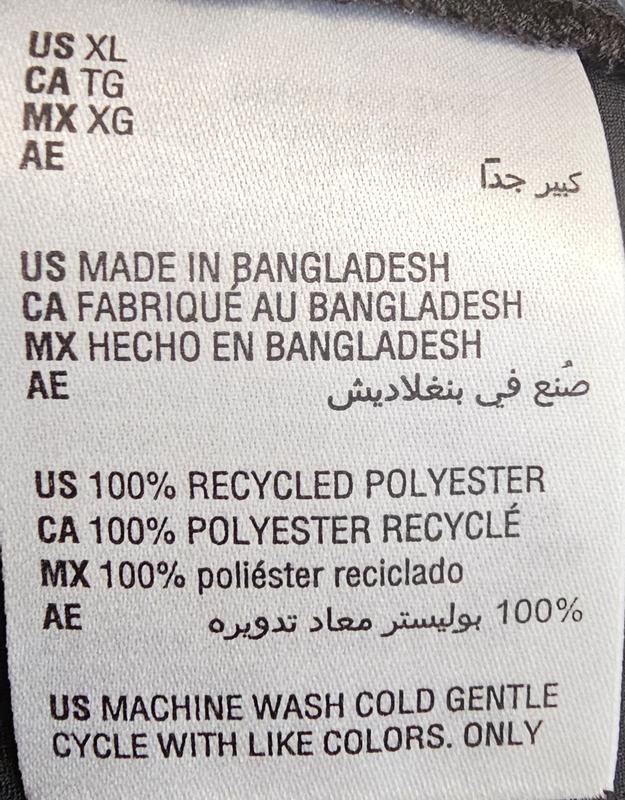 US XL
CA TG
MX XG
AE
كبير جدًا
US MADE IN BANGLADESH
CA FABRIQUÉ AU BANGLADESH
MX HECHO EN BANGLADESH
AE صُنع في بنغلاديش
US 100% RECYCLED POLYESTER
CA 100% POLYESTER RECYCLÉ
MX 100% poliéster reciclado
AE 100% بوليستر معاد تدويره
US MACHINE WASH COLD GENTLE
CYCLE WITH LIKE COLORS. ONLY